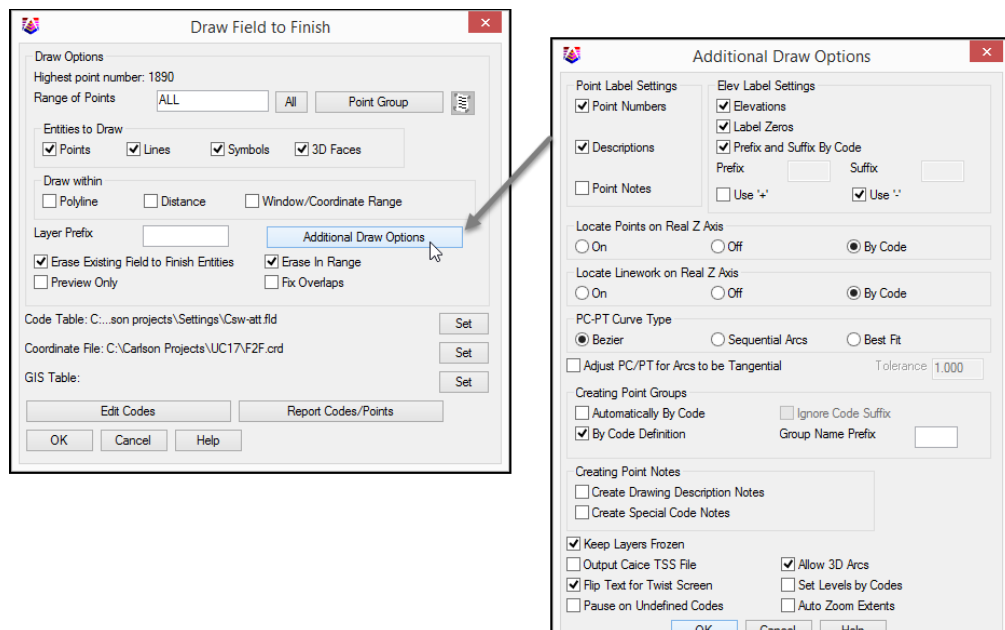 Draw Field to Finish
Draw Options
Highest point number: 1890
Range of Points ALL All Point Group
Entities to Draw
Points Lines Symbols 3D Faces
Draw within
Polyline Distance Window/Coordinate Range
Layer Prefix Additional Draw Options
Erase Existing Field to Finish Entities Erase In Range
Preview Only Fix Overlaps
Code Table: C:...son projects\Settings\Csw-att.fld Set
Coordinate File: C:\Carlson Projects\UC17\F2F.crd Set
GIS Table: Set
Edit Codes Report Codes/Points
OK Cancel Help
Additional Draw Options
Point Label Settings
Point Numbers
Descriptions
Point Notes
Elev Label Settings
Elevations
Label Zeros
Prefix and Suffix By Code
Prefix Suffix
Use '+' Use '-'
Locate Points on Real Z Axis
On Off By Code
Locate Linework on Real Z Axis
On Off By Code
PC-PT Curve Type
Bezier Sequential Arcs Best Fit
Adjust PC/PT for Arcs to be Tangential Tolerance 1.000
Creating Point Groups
Automatically By Code Ignore Code Suffix
By Code Definition Group Name Prefix
Creating Point Notes
Create Drawing Description Notes
Create Special Code Notes
Keep Layers Frozen
Output Caice TSS File Allow 3D Arcs
Flip Text for Twist Screen Set Levels by Codes
Pause on Undefined Codes Auto Zoom Extents
OK Cancel Help